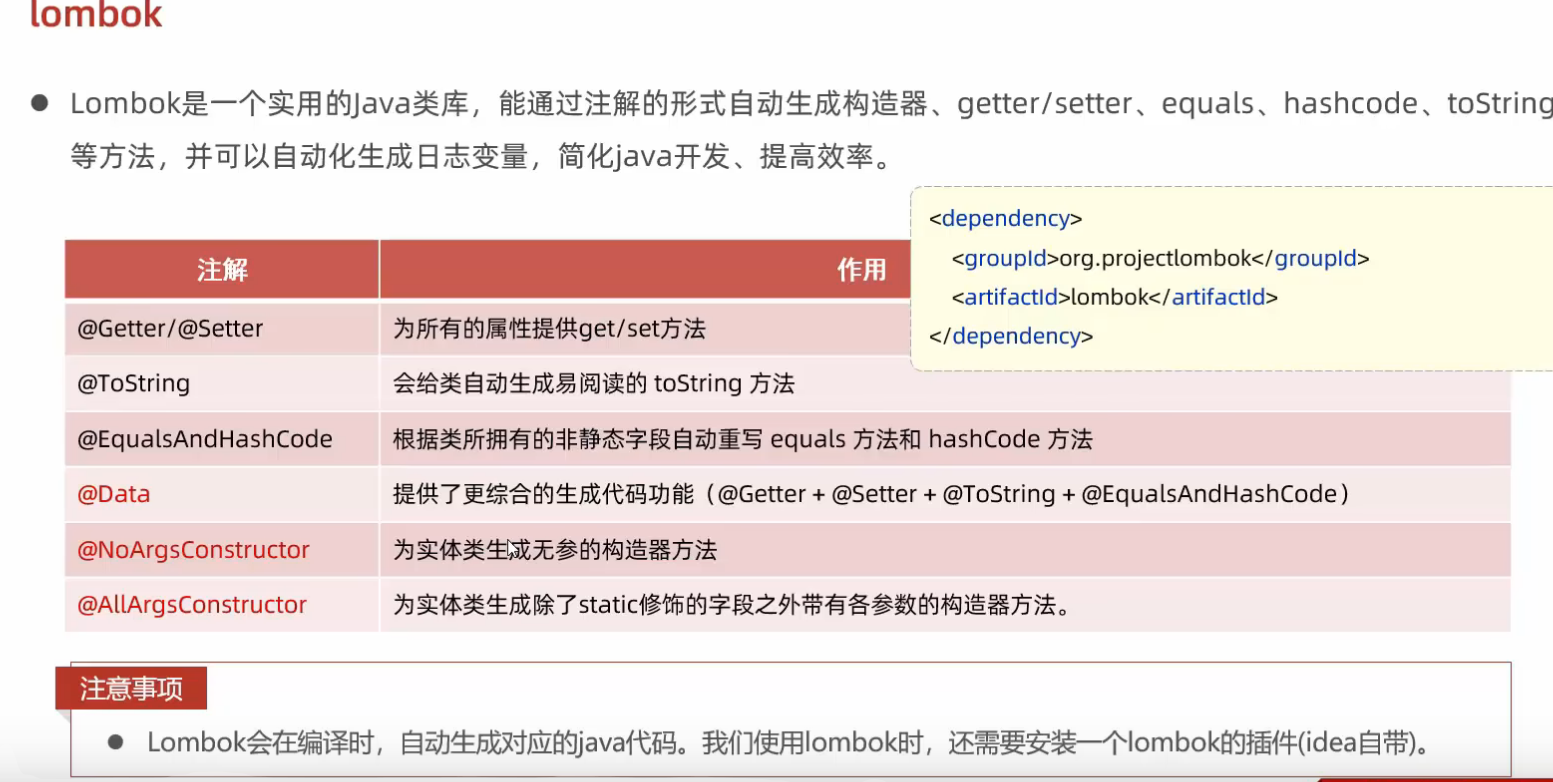 lombok
● Lombok是一个实用的Java类库，能通过注解的形式自动生成构造器、getter/setter、equals、hashcode、toString
等方法，并可以自动化生成日志变量，简化java开发、提高效率。
<dependency>
<groupId>org.projectlombok</groupId>
<artifactId>lombok</artifactId>
</dependency>
注解 作用
@Getter/@Setter 为所有的属性提供get/set方法
@ToString 会给类自动生成易阅读的 toString 方法
@EqualsAndHashCode 根据类所拥有的非静态字段自动重写 equals 方法和 hashCode 方法
@Data 提供了更综合的生成代码功能（@Getter + @Setter + @ToString + @EqualsAndHashCode）
@NoArgsConstructor 为实体类生成无参的构造器方法
@AllArgsConstructor 为实体类生成除了static修饰的字段之外带有各参数的构造器方法。
注意事项
● Lombok会在编译时，自动生成对应的java代码。我们使用lombok时，还需要安装一个lombok的插件(idea自带)。